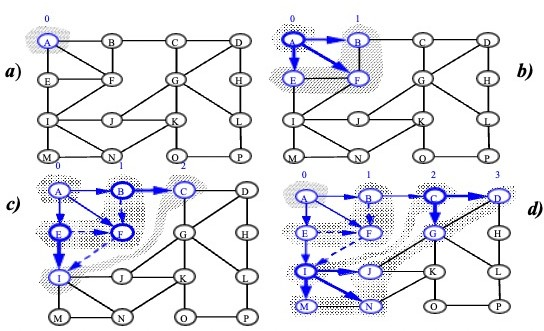 0
A B C D
E F G H
I J K L
M N O P
a)
0 1
A B C D
E F G H
I J K L
M N O P
b)
0 1 2
A B C D
E F G H
I J K L
M N O P
c)
0 1 2 3
A B C D
E F G H
I J K L
M N O P
d)